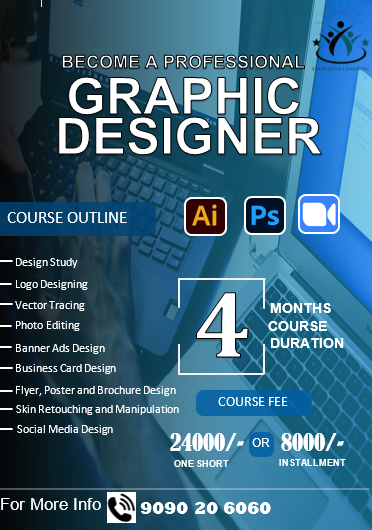 BECOME A PROFESSIONAL
GRAPHIC
DESIGNER
COURSE OUTLINE
Ai
Ps
Design Study
Logo Designing
Vector Tracing
Photo Editing
Banner Ads Design
Business Card Design
Flyer, Poster and Brochure Design
Skin Retouching and Manipulation
Social Media Design
4
MONTHS
COURSE
DURATION
COURSE FEE
24000/- OR 8000/-
ONE SHORT
INSTALLMENT
For More Info 9090 20 6060